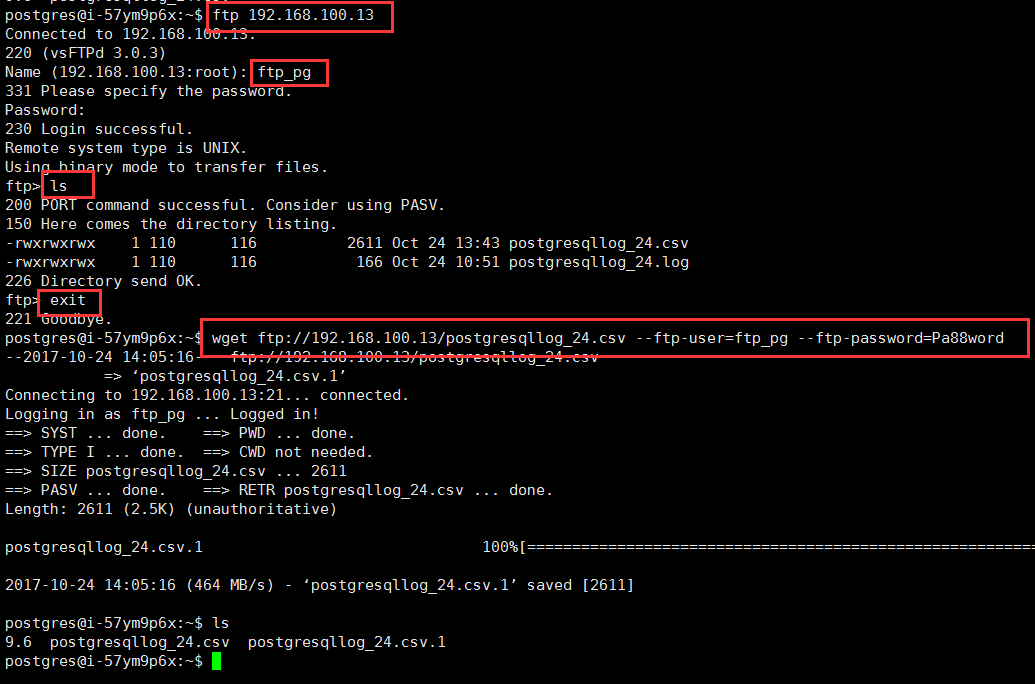 postgres@i-57ym9p6x:~$ ftp 192.168.100.13
Connected to 192.168.100.13.
220 (vsFTPd 3.0.3)
Name (192.168.100.13:root): ftp_pg
331 Please specify the password.
Password:
230 Login successful.
Remote system type is UNIX.
Using binary mode to transfer files.
ftp> ls
200 PORT command successful. Consider using PASV.
150 Here comes the directory listing.
-rwxrwxrwx    1 110      116          2611 Oct 24 13:43 postgresqllog_24.csv
-rwxrwxrwx    1 110      116           166 Oct 24 10:51 postgresqllog_24.log
226 Directory send OK.
ftp> exit
221 Goodbye.
postgres@i-57ym9p6x:~$ wget ftp://192.168.100.13/postgresqllog_24.csv --ftp-user=ftp_pg --ftp-password=Pa88word
--2017-10-24 14:05:16--  ftp://192.168.100.13/postgresqllog_24.csv
           => ‘postgresqllog_24.csv.1’
Connecting to 192.168.100.13:21... connected.
Logging in as ftp_pg ... Logged in!
==> SYST ... done.    ==> PWD ... done.
==> TYPE I ... done.  ==> CWD not needed.
==> SIZE postgresqllog_24.csv ... 2611
==> PASV ... done.    ==> RETR postgresqllog_24.csv ... done.
Length: 2611 (2.5K) (unauthoritative)
postgresqllog_24.csv.1                               100%[=========================================================
2017-10-24 14:05:16 (464 MB/s) - ‘postgresqllog_24.csv.1’ saved [2611]
postgres@i-57ym9p6x:~$ ls
9.6  postgresqllog_24.csv  postgresqllog_24.csv.1
postgres@i-57ym9p6x:~$